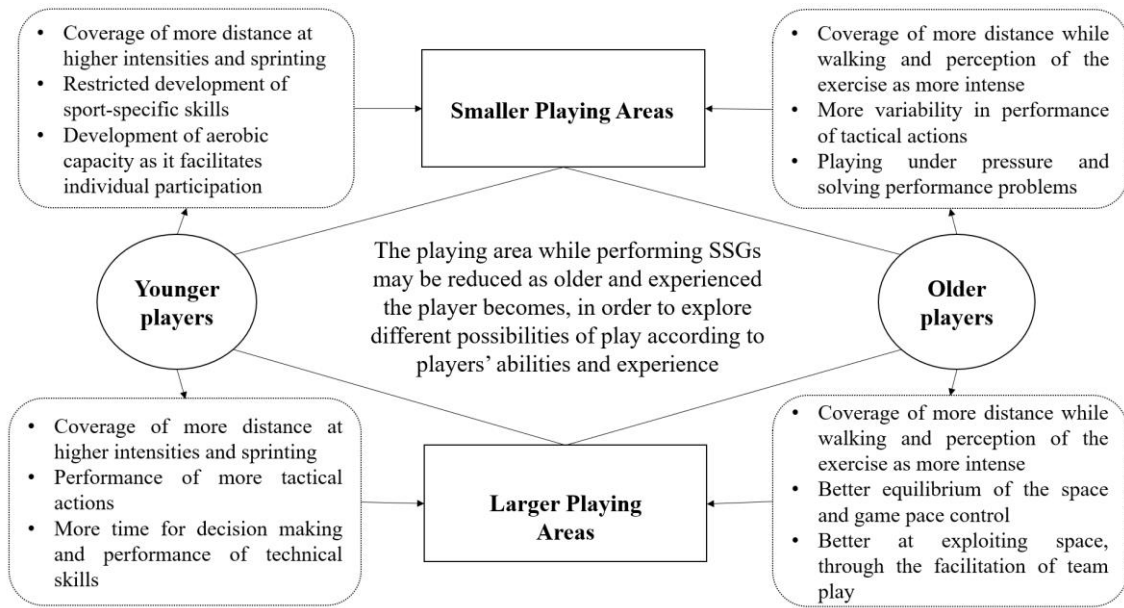 • Coverage of more distance at
higher intensities and sprinting
• Restricted development of
sport-specific skills
• Development of aerobic
capacity as it facilitates
individual participation
Smaller Playing Areas
• Coverage of more distance while
walking and perception of the
exercise as more intense
• More variability in performance
of tactical actions
• Playing under pressure and
solving performance problems
Younger
players
The playing area while performing SSGs
may be reduced as older and experienced
the player becomes, in order to explore
different possibilities of play according to
players’ abilities and experience
Older
players
• Coverage of more distance at
higher intensities and sprinting
• Performance of more tactical
actions
• More time for decision making
and performance of technical
skills
Larger Playing
Areas
• Coverage of more distance while
walking and perception of the
exercise as more intense
• Better equilibrium of the space
and game pace control
• Better at exploiting space,
through the facilitation of team
play